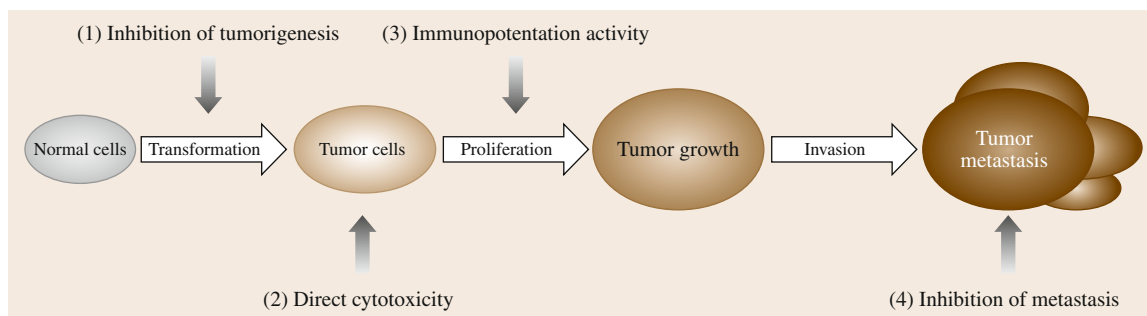 (1) Inhibition of tumorigenesis
(3) Immunopotentation activity
Normal cells
Transformation
Tumor cells
Proliferation
Tumor growth
Invasion
Tumor
metastasis
(2) Direct cytotoxicity
(4) Inhibition of metastasis